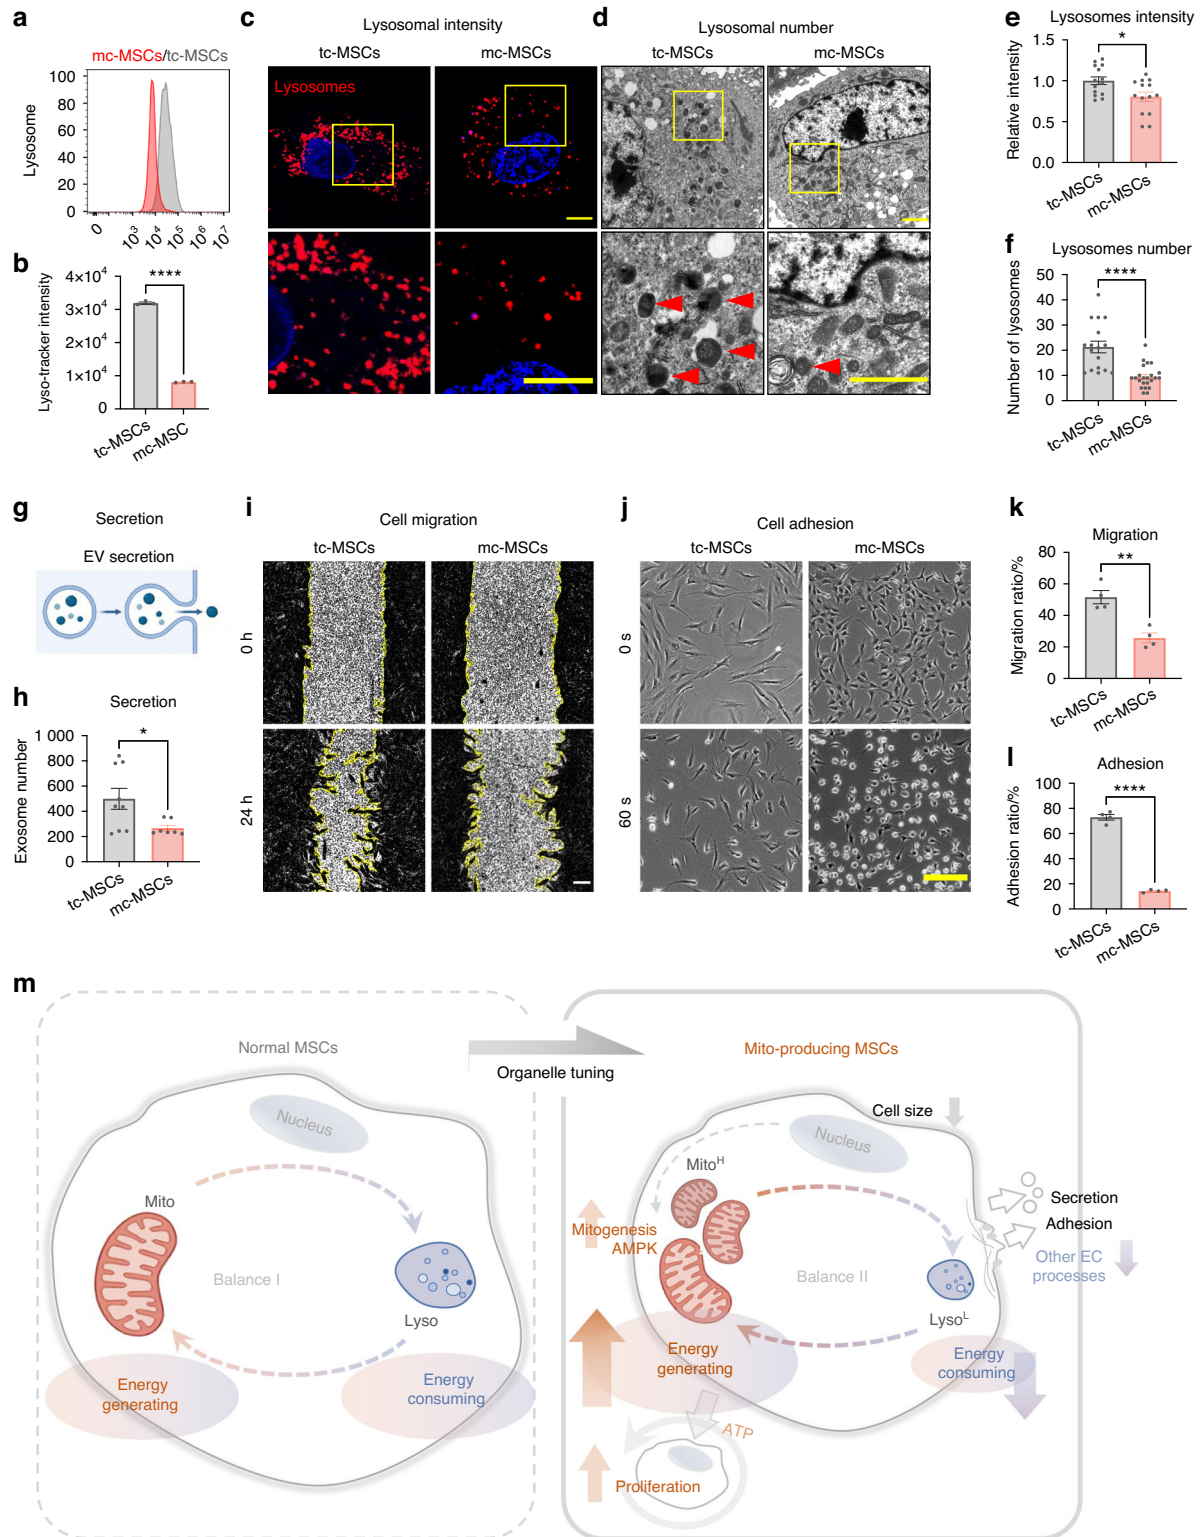 a
mc-MSCs/tc-MSCs
Lysosome
100
80
60
40
20
0
0
10³
10⁴
10⁵
10⁶
10⁷
b
Lyso-tracker intensity
4×10⁴
3×10⁴
2×10⁴
1×10⁴
0
****
tc-MSCs
mc-MSC
c
Lysosomal intensity
tc-MSCs
mc-MSCs
Lysosomes
d
Lysosomal number
tc-MSCs
mc-MSCs
e
Lysosomes intensity
Relative intensity
1.5
1.0
0.5
0.0
*
tc-MSCs
mc-MSCs
f
Lysosomes number
Number of lysosomes
50
40
30
20
10
0
****
tc-MSCs
mc-MSCs
g
Secretion
EV secretion
h
Secretion
Exosome number
1 000
800
600
400
200
0
*
tc-MSCs
mc-MSCs
i
Cell migration
tc-MSCs
mc-MSCs
0 h
24 h
j
Cell adhesion
tc-MSCs
mc-MSCs
0 s
60 s
k
Migration
Migration ratio/%
80
60
40
20
0
**
tc-MSCs
mc-MSCs
l
Adhesion
Adhesion ratio/%
100
80
60
40
20
0
****
tc-MSCs
mc-MSCs
m
Normal MSCs
Organelle tuning
Mito-producing MSCs
Nucleus
Mito
Balance I
Lyso
Energy
generating
Energy
consuming
Cell size
Nucleus
Mitoᴴ
Mitogenesis
AMPK
Balance II
Lysoᴸ
Secretion
Adhesion
Other EC
processes
Energy
generating
Energy
consuming
ATP
Proliferation